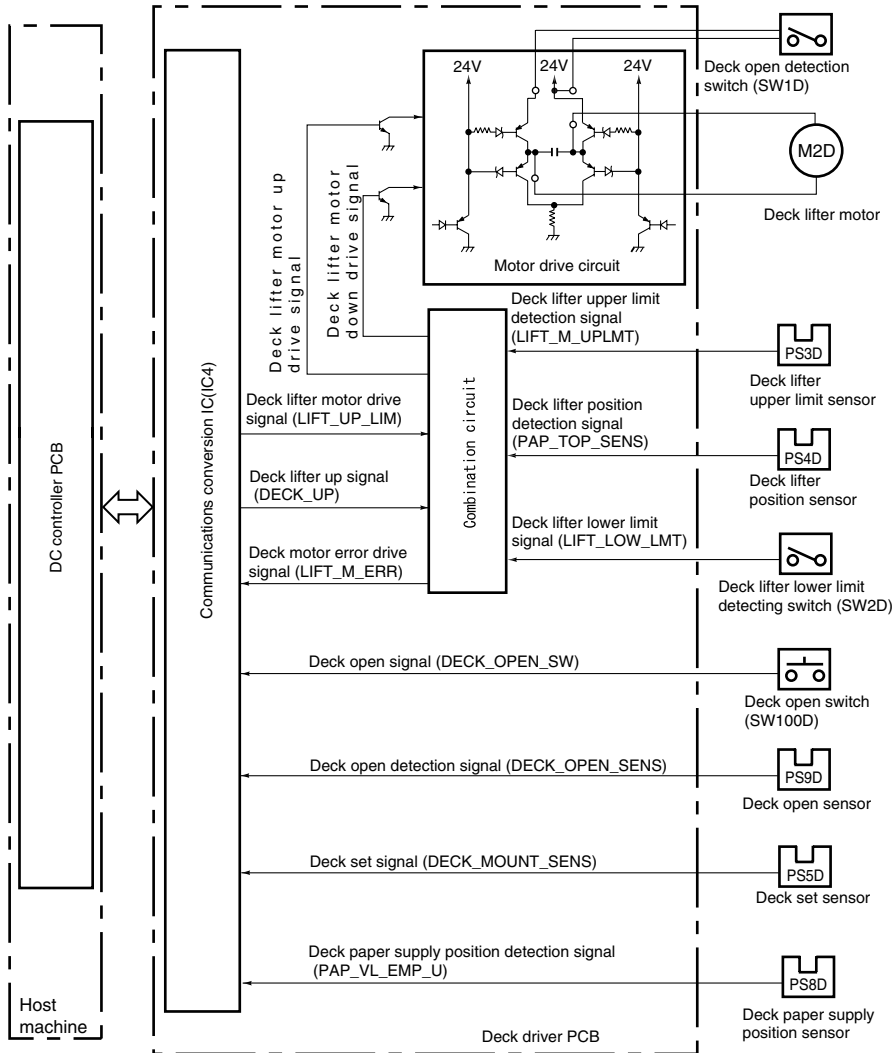 24V
24V
24V
Deck open detection
switch (SW1D)
M2D
Deck lifter motor
Motor drive circuit
Deck lifter motor up
drive signal
Deck lifter motor
down drive signal
Deck lifter upper limit
detection signal
(LIFT_M_UPLMT)
PS3D
Deck lifter
upper limit sensor
Deck lifter motor drive
signal (LIFT_UP_LIM)
Deck lifter position
detection signal
(PAP_TOP_SENS)
PS4D
Deck lifter
position sensor
Combination circuit
Deck lifter up signal
(DECK_UP)
Deck lifter lower limit
signal (LIFT_LOW_LMT)
Deck motor error drive
signal (LIFT_M_ERR)
Deck lifter lower limit
detecting switch (SW2D)
DC controller PCB
Communications conversion IC(IC4)
Deck open signal (DECK_OPEN_SW)
Deck open switch
(SW100D)
Deck open detection signal (DECK_OPEN_SENS)
PS9D
Deck open sensor
Deck set signal (DECK_MOUNT_SENS)
PS5D
Deck set sensor
Deck paper supply position detection signal
(PAP_VL_EMP_U)
PS8D
Deck paper supply
position sensor
Host
machine
Deck driver PCB